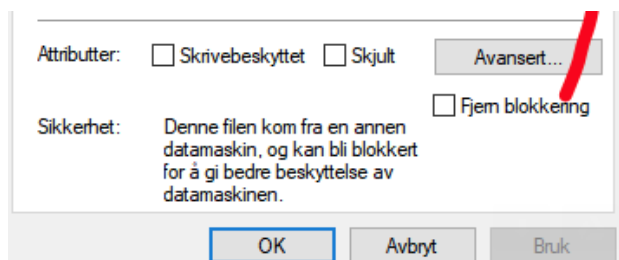 Attributter: Skrivebeskyttet Skjult Avansert...
Fjern blokkering
Sikkerhet: Denne filen kom fra en annen
datamaskin, og kan bli blokkert
for å gi bedre beskyttelse av
datamaskinen.
OK Avbryt Bruk